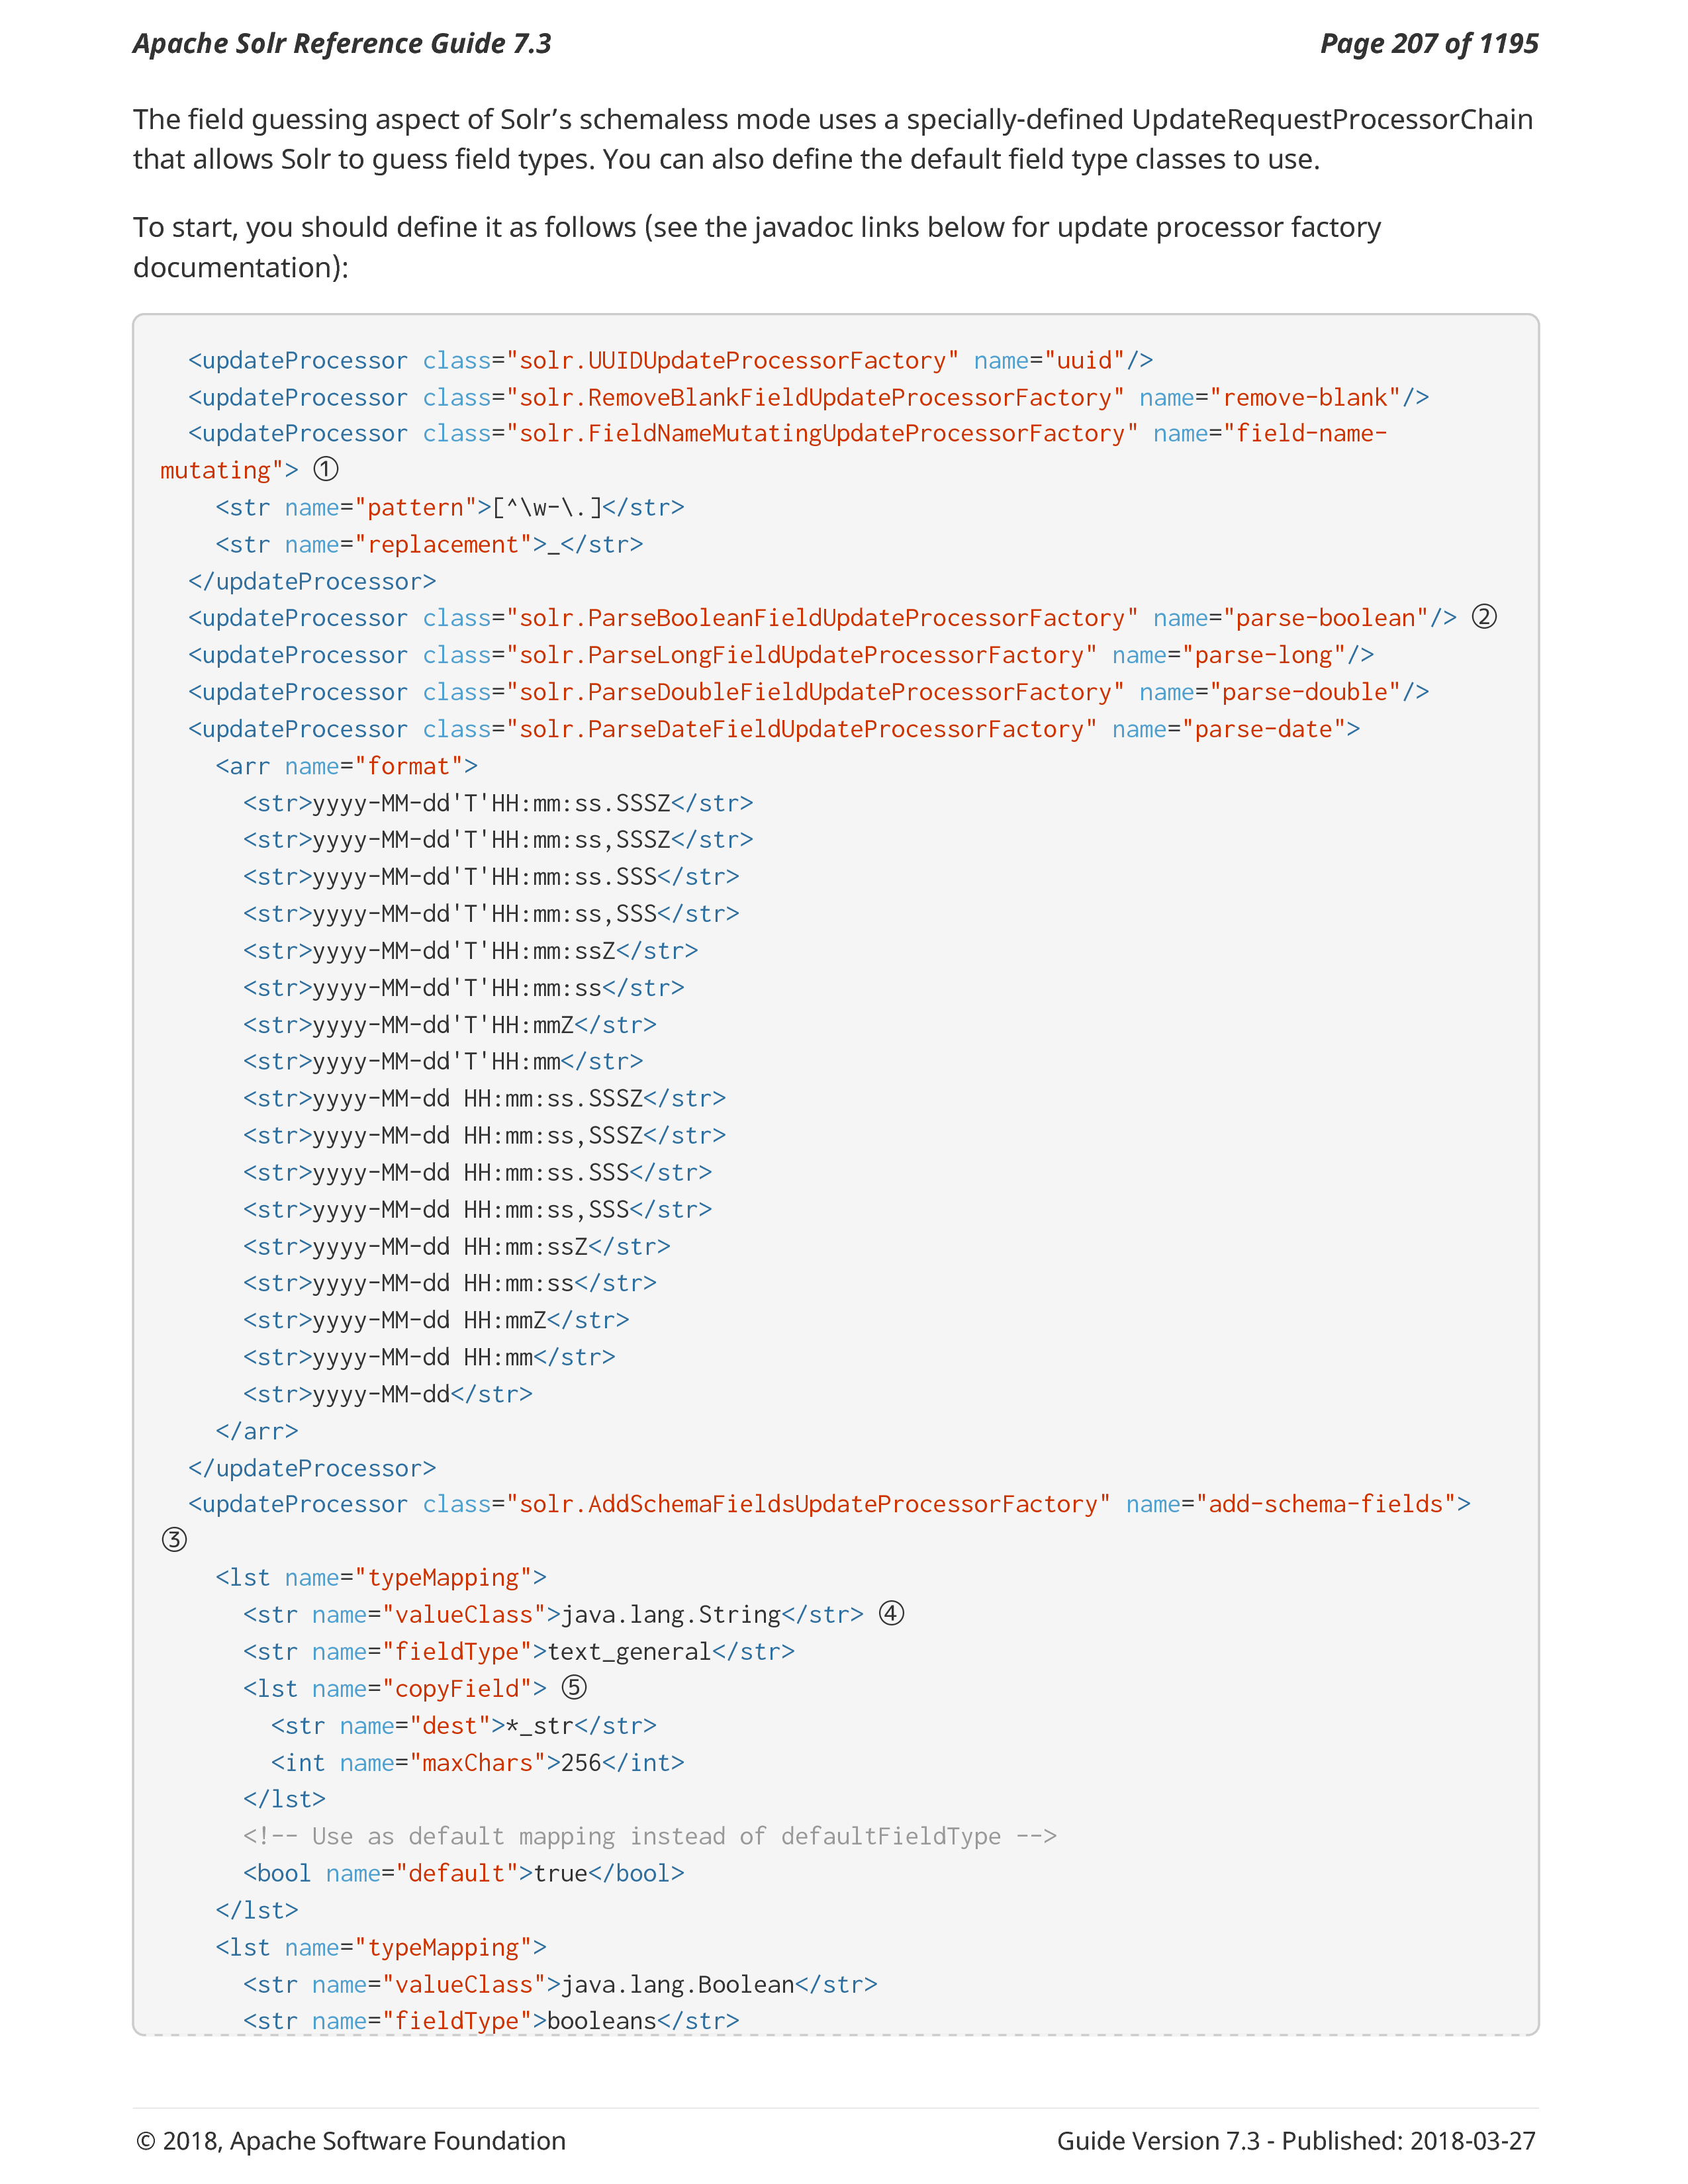 Apache Solr Reference Guide 7.3
Page 207 of 1195
The field guessing aspect of Solr’s schemaless mode uses a specially-defined UpdateRequestProcessorChain
that allows Solr to guess field types. You can also define the default field type classes to use.
To start, you should define it as follows (see the javadoc links below for update processor factory
documentation):
  <updateProcessor class="solr.UUIDUpdateProcessorFactory" name="uuid"/>
  <updateProcessor class="solr.RemoveBlankFieldUpdateProcessorFactory" name="remove-blank"/>
  <updateProcessor class="solr.FieldNameMutatingUpdateProcessorFactory" name="field-name-
mutating"> ①
    <str name="pattern">[^\w-\.]</str>
    <str name="replacement">_</str>
  </updateProcessor>
  <updateProcessor class="solr.ParseBooleanFieldUpdateProcessorFactory" name="parse-boolean"/> ②
  <updateProcessor class="solr.ParseLongFieldUpdateProcessorFactory" name="parse-long"/>
  <updateProcessor class="solr.ParseDoubleFieldUpdateProcessorFactory" name="parse-double"/>
  <updateProcessor class="solr.ParseDateFieldUpdateProcessorFactory" name="parse-date">
    <arr name="format">
      <str>yyyy-MM-dd'T'HH:mm:ss.SSSZ</str>
      <str>yyyy-MM-dd'T'HH:mm:ss,SSSZ</str>
      <str>yyyy-MM-dd'T'HH:mm:ss.SSS</str>
      <str>yyyy-MM-dd'T'HH:mm:ss,SSS</str>
      <str>yyyy-MM-dd'T'HH:mm:ssZ</str>
      <str>yyyy-MM-dd'T'HH:mm:ss</str>
      <str>yyyy-MM-dd'T'HH:mmZ</str>
      <str>yyyy-MM-dd'T'HH:mm</str>
      <str>yyyy-MM-dd HH:mm:ss.SSSZ</str>
      <str>yyyy-MM-dd HH:mm:ss,SSSZ</str>
      <str>yyyy-MM-dd HH:mm:ss.SSS</str>
      <str>yyyy-MM-dd HH:mm:ss,SSS</str>
      <str>yyyy-MM-dd HH:mm:ssZ</str>
      <str>yyyy-MM-dd HH:mm:ss</str>
      <str>yyyy-MM-dd HH:mmZ</str>
      <str>yyyy-MM-dd HH:mm</str>
      <str>yyyy-MM-dd</str>
    </arr>
  </updateProcessor>
  <updateProcessor class="solr.AddSchemaFieldsUpdateProcessorFactory" name="add-schema-fields">
③
    <lst name="typeMapping">
      <str name="valueClass">java.lang.String</str> ④
      <str name="fieldType">text_general</str>
      <lst name="copyField"> ⑤
        <str name="dest">*_str</str>
        <int name="maxChars">256</int>
      </lst>
      <!-- Use as default mapping instead of defaultFieldType -->
      <bool name="default">true</bool>
    </lst>
    <lst name="typeMapping">
      <str name="valueClass">java.lang.Boolean</str>
      <str name="fieldType">booleans</str>
© 2018, Apache Software Foundation
Guide Version 7.3 - Published: 2018-03-27